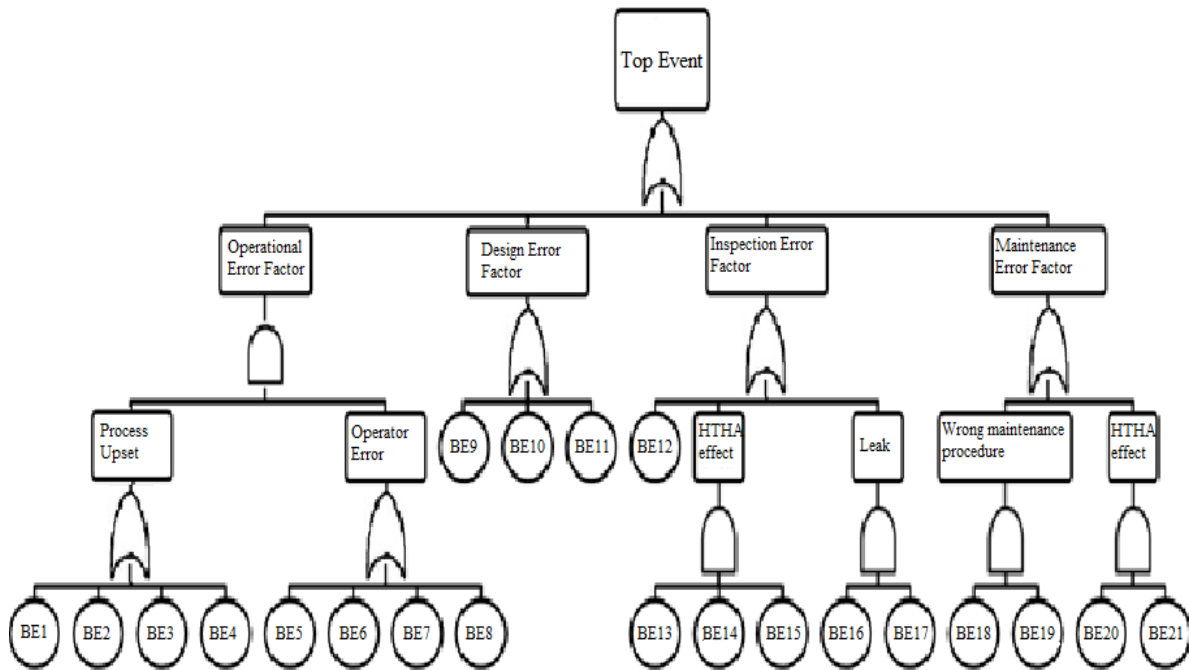 Top Event
Operational
Error Factor
Design Error
Factor
Inspection Error
Factor
Maintenance
Error Factor
Process
Upset
Operator
Error
BE9
BE10
BE11
BE12
HTHA
effect
Leak
Wrong maintenance
procedure
HTHA
effect
BE1
BE2
BE3
BE4
BE5
BE6
BE7
BE8
BE13
BE14
BE15
BE16
BE17
BE18
BE19
BE20
BE21